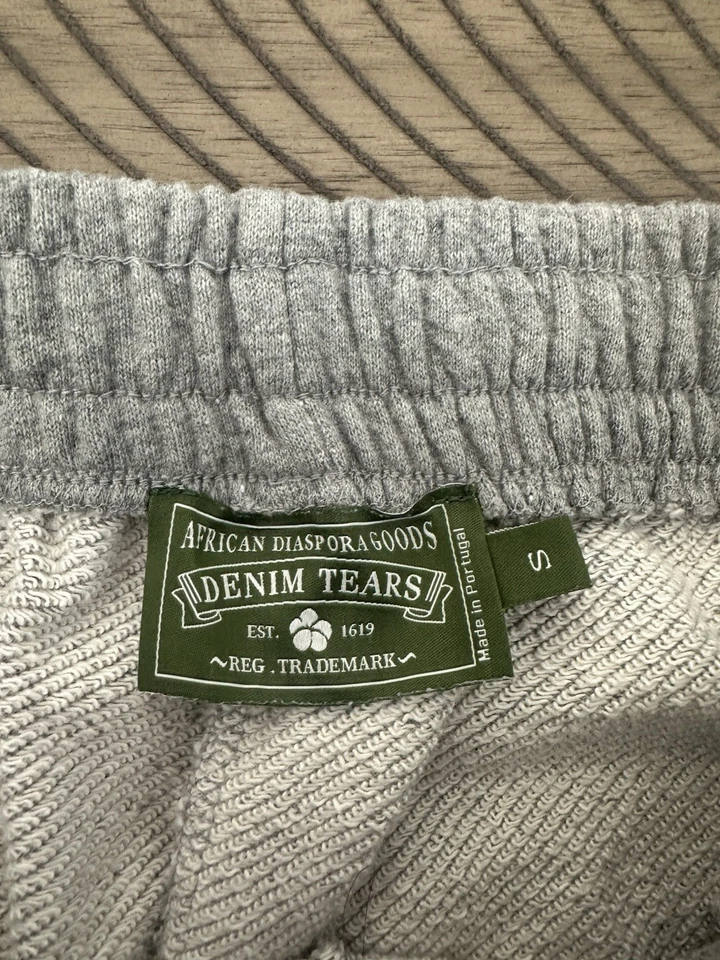 AFRICAN DIASPORA GOODS
DENIM TEARS
EST. 1619
~REG .TRADEMARK~
Made in Portugal
S